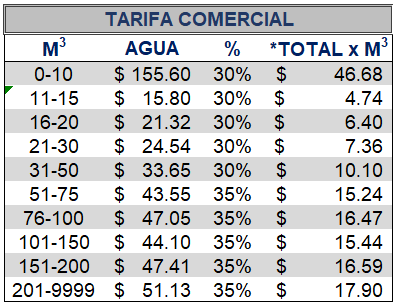 TARIFA COMERCIAL
M³ AGUA % *TOTAL x M³
0-10 $ 155.60 30% $ 46.68
11-15 $ 15.80 30% $ 4.74
16-20 $ 21.32 30% $ 6.40
21-30 $ 24.54 30% $ 7.36
31-50 $ 33.65 30% $ 10.10
51-75 $ 43.55 35% $ 15.24
76-100 $ 47.05 35% $ 16.47
101-150 $ 44.10 35% $ 15.44
151-200 $ 47.41 35% $ 16.59
201-9999 $ 51.13 35% $ 17.90